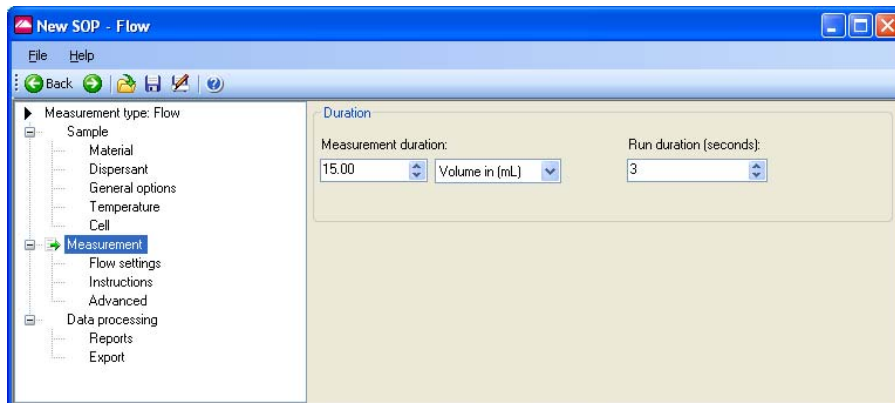 New SOP - Flow
File Help
Back
Measurement type: Flow
Sample
Material
Dispersant
General options
Temperature
Cell
Measurement
Flow settings
Instructions
Advanced
Data processing
Reports
Export
Duration
Measurement duration: Run duration (seconds):
15.00 Volume in (mL) 3